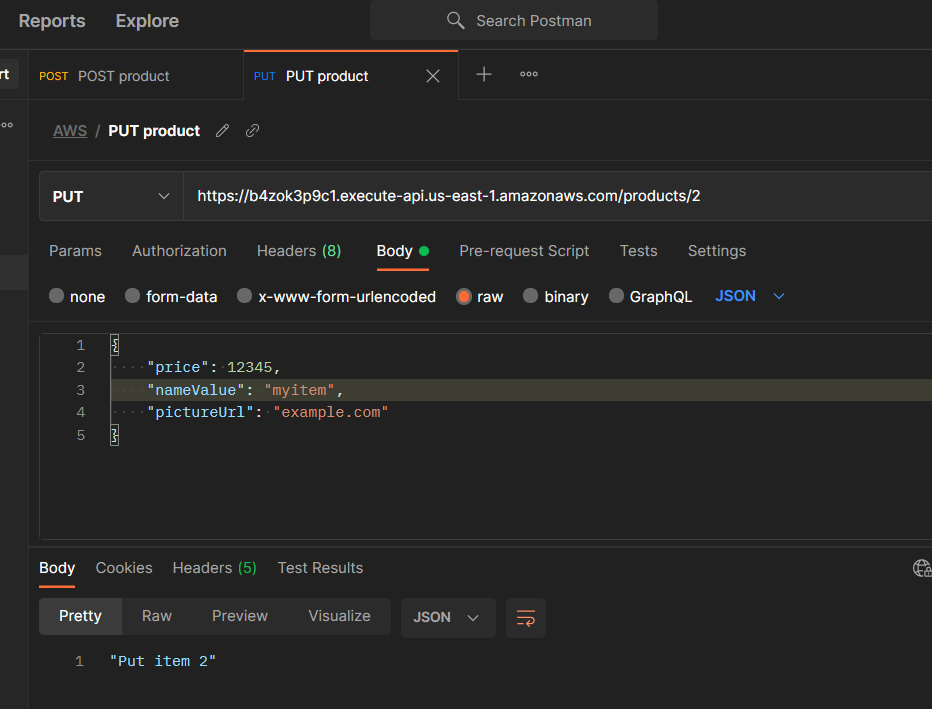 Reports Explore Search Postman
rt POST POST product PUT PUT product
AWS / PUT product
PUT https://b4zok3p9c1.execute-api.us-east-1.amazonaws.com/products/2
Params Authorization Headers (8) Body Pre-request Script Tests Settings
none form-data x-www-form-urlencoded raw binary GraphQL JSON
1 {
2 "price": 12345,
3 "nameValue": "myitem",
4 "pictureUrl": "example.com"
5 }
Body Cookies Headers (5) Test Results
Pretty Raw Preview Visualize JSON
1 "Put item 2"